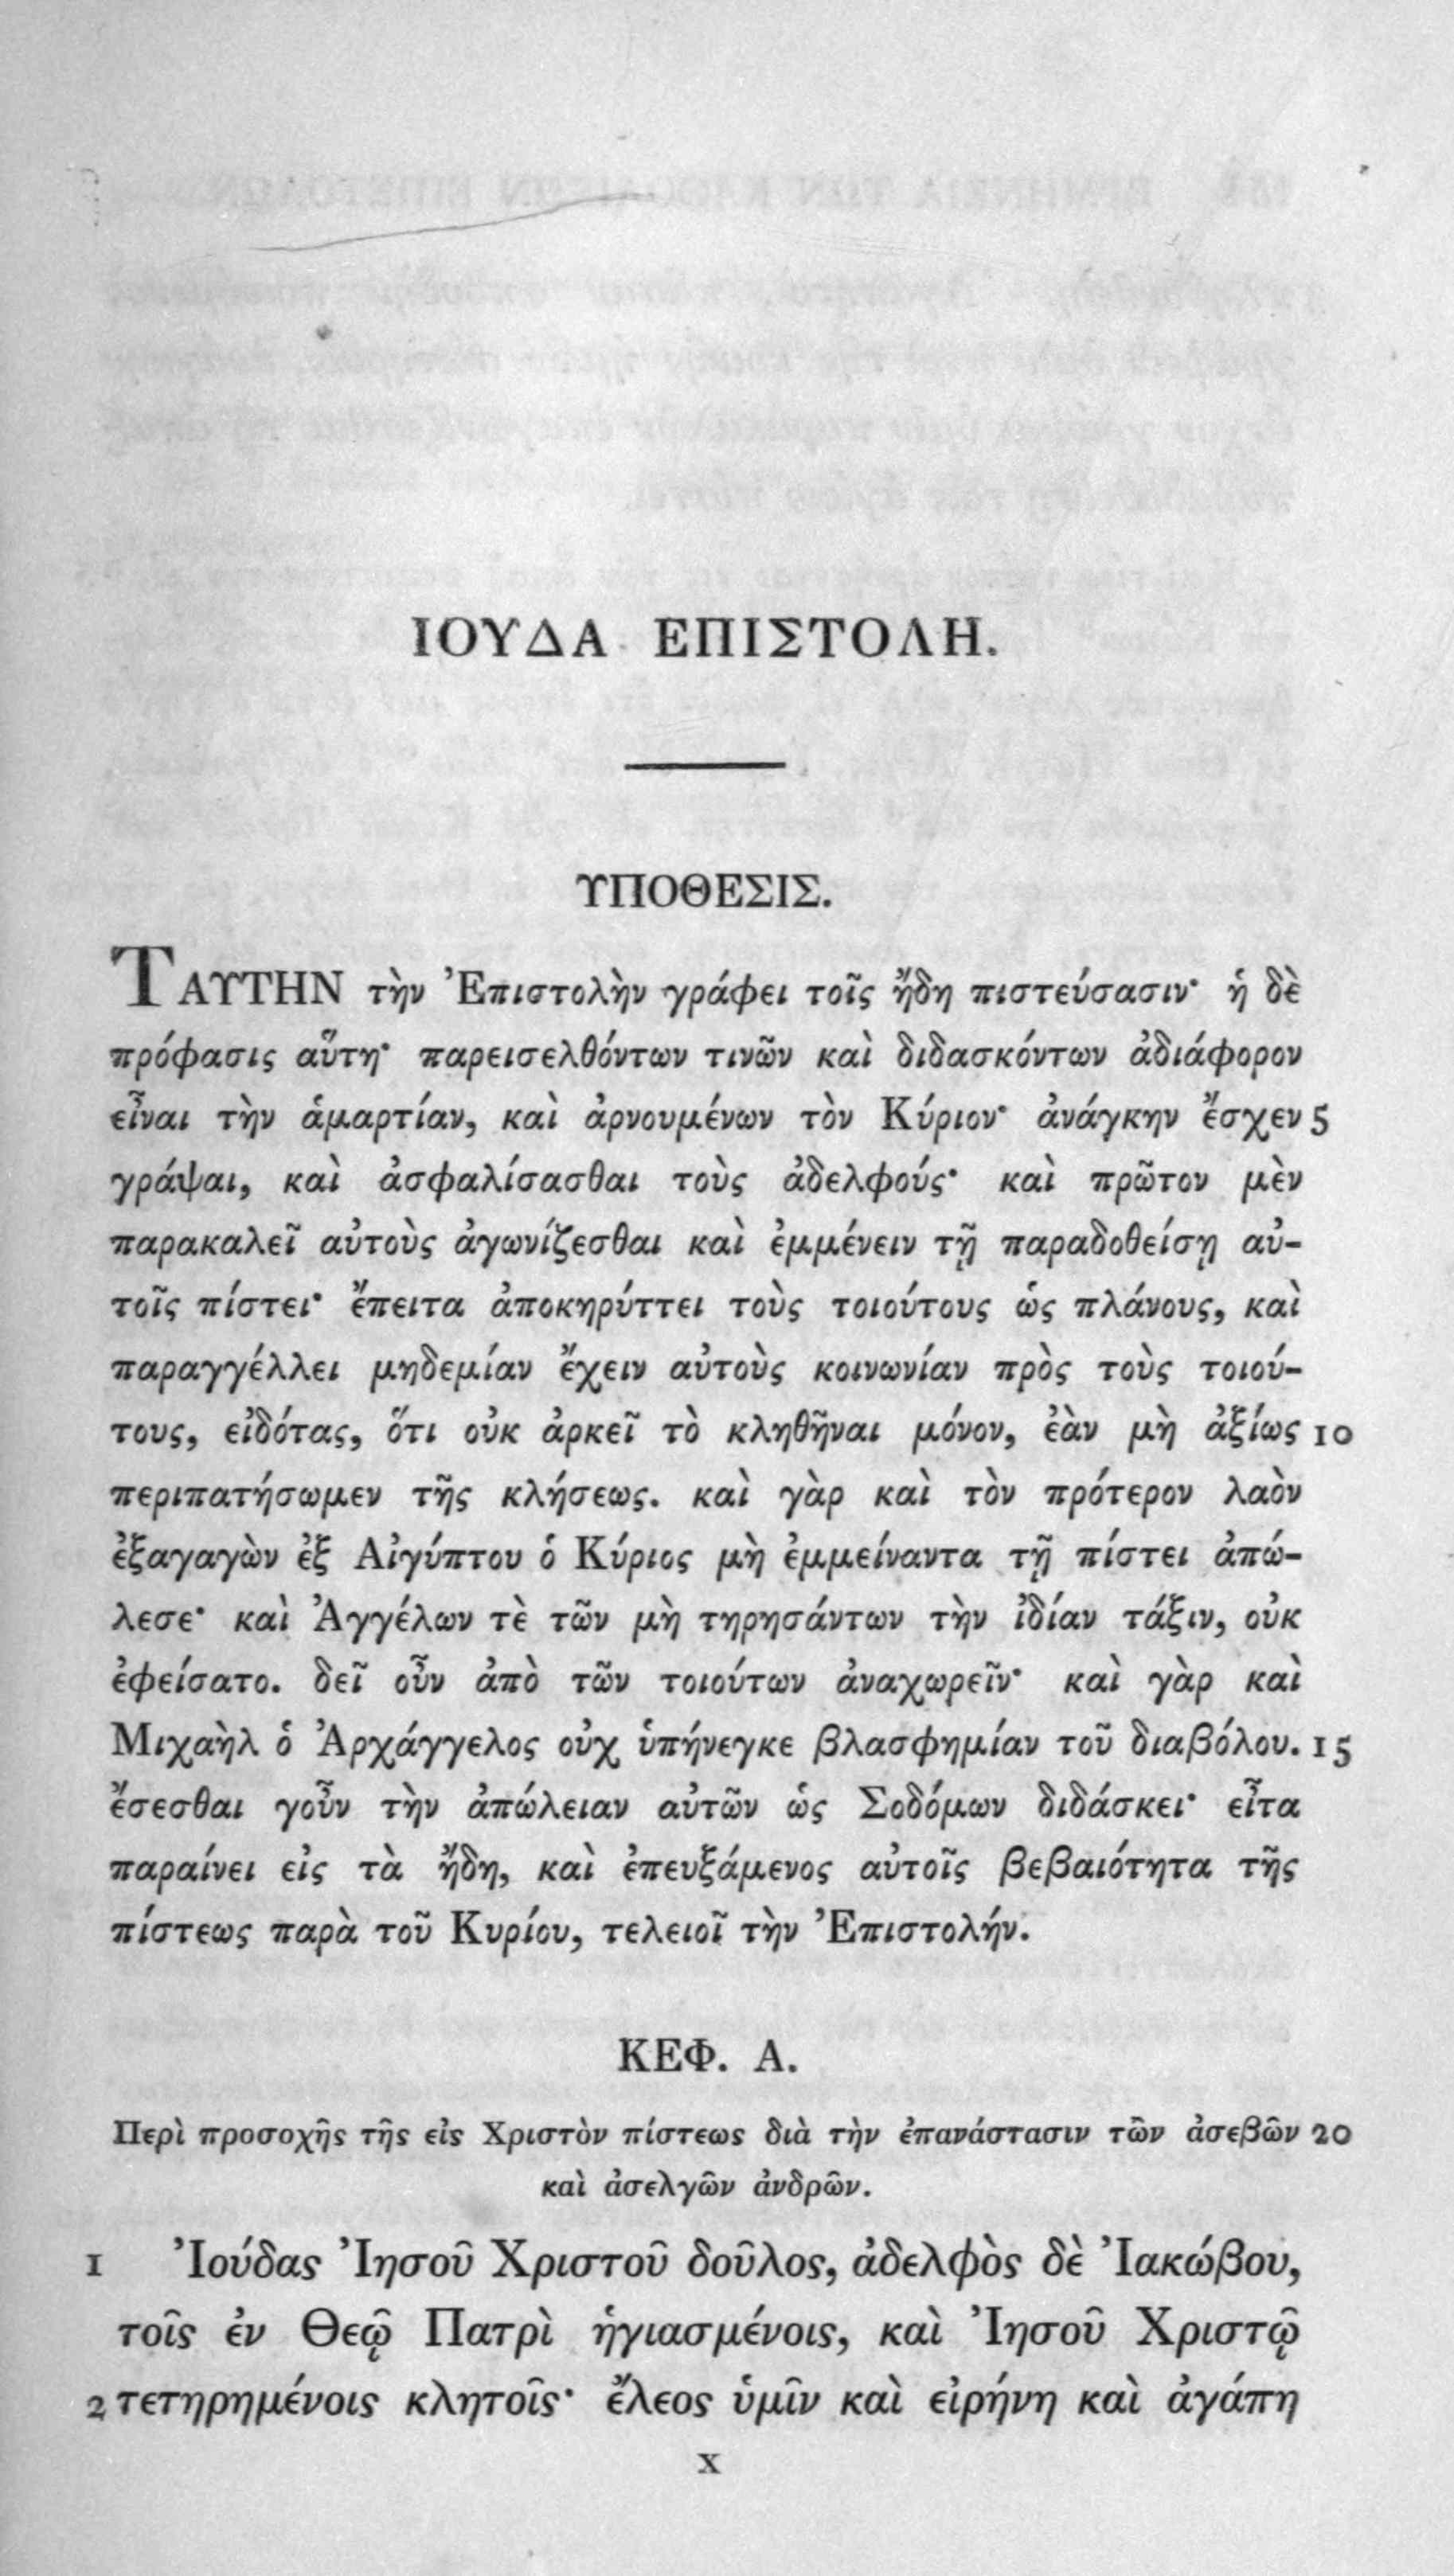 ΙΟΥΔΑ ΕΠΙΣΤΟΛΗ.
ΥΠΟΘΕΣΙΣ.
ΤΑΥΤΗΝ τὴν Ἐπιστολὴν γράφει τοῖς ἤδη πιστεύσασιν· ἡ δὲ
πρόφασις αὕτη· παρεισελθόντων τινῶν καὶ διδασκόντων ἀδιάφορον
εἶναι τὴν ἁμαρτίαν, καὶ ἀρνουμένων τὸν Κύριον· ἀνάγκην ἔσχεν 5
γράψαι, καὶ ἀσφαλίσασθαι τοὺς ἀδελφούς· καὶ πρῶτον μὲν
παρακαλεῖ αὐτοὺς ἀγωνίζεσθαι καὶ ἐμμένειν τῇ παραδοθείσῃ αὐ-
τοῖς πίστει· ἔπειτα ἀποκηρύττει τοὺς τοιούτους ὡς πλάνους, καὶ
παραγγέλλει μηδεμίαν ἔχειν αὐτοὺς κοινωνίαν πρὸς τοὺς τοιού-
τους, εἰδότας, ὅτι οὐκ ἀρκεῖ τὸ κληθῆναι μόνον, ἐὰν μὴ ἀξίως 10
περιπατήσωμεν τῆς κλήσεως. καὶ γὰρ καὶ τὸν πρότερον λαὸν
ἐξαγαγὼν ἐξ Αἰγύπτου ὁ Κύριος μὴ ἐμμείναντα τῇ πίστει ἀπώ-
λεσε· καὶ Ἀγγέλων τὲ τῶν μὴ τηρησάντων τὴν ἰδίαν τάξιν, οὐκ
ἐφείσατο. δεῖ οὖν ἀπὸ τῶν τοιούτων ἀναχωρεῖν· καὶ γὰρ καὶ
Μιχαὴλ ὁ Ἀρχάγγελος οὐχ ὑπήνεγκε βλασφημίαν τοῦ διαβόλου. 15
ἔσεσθαι γοῦν τὴν ἀπώλειαν αὐτῶν ὡς Σοδόμων διδάσκει· εἶτα
παραίνει εἰς τὰ ἤδη, καὶ ἐπευξάμενος αὐτοῖς βεβαιότητα τῆς
πίστεως παρὰ τοῦ Κυρίου, τελειοῖ τὴν Ἐπιστολήν.
ΚΕΦ. Α.
Περὶ προσοχῆς τῆς εἰς Χριστὸν πίστεως διὰ τὴν ἐπανάστασιν τῶν ἀσεβῶν 20
καὶ ἀσελγῶν ἀνδρῶν.
1 Ἰούδας Ἰησοῦ Χριστοῦ δοῦλος, ἀδελφὸς δὲ Ἰακώβου,
τοῖς ἐν Θεῷ Πατρὶ ἡγιασμένοις, καὶ Ἰησοῦ Χριστῷ
2 τετηρημένοις κλητοῖς· ἔλεος ὑμῖν καὶ εἰρήνη καὶ ἀγάπη
X